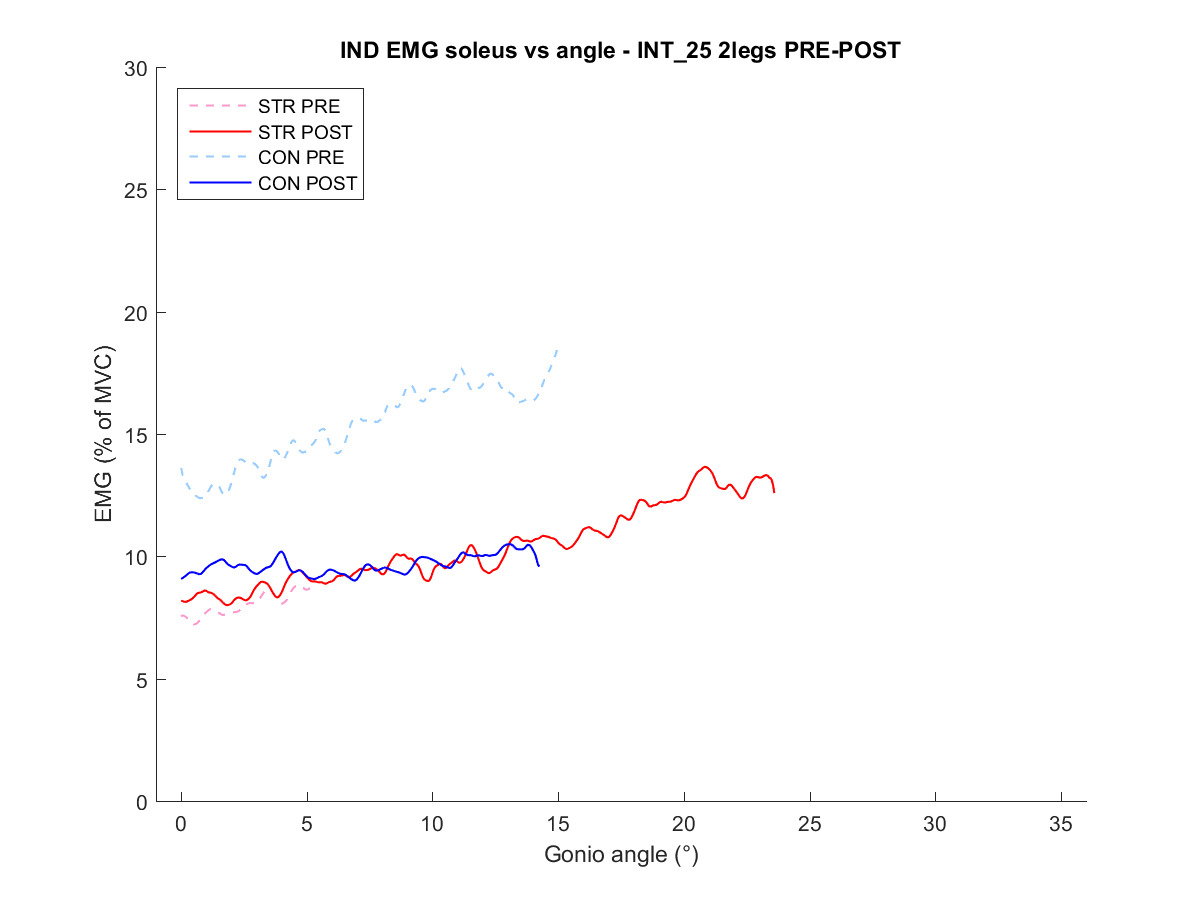 IND EMG soleus vs angle - INT_25 2legs PRE-POST
30
25
20
15
10
5
0
EMG (% of MVC)
STR PRE
STR POST
CON PRE
CON POST
0 5 10 15 20 25 30 35
Gonio angle (°)